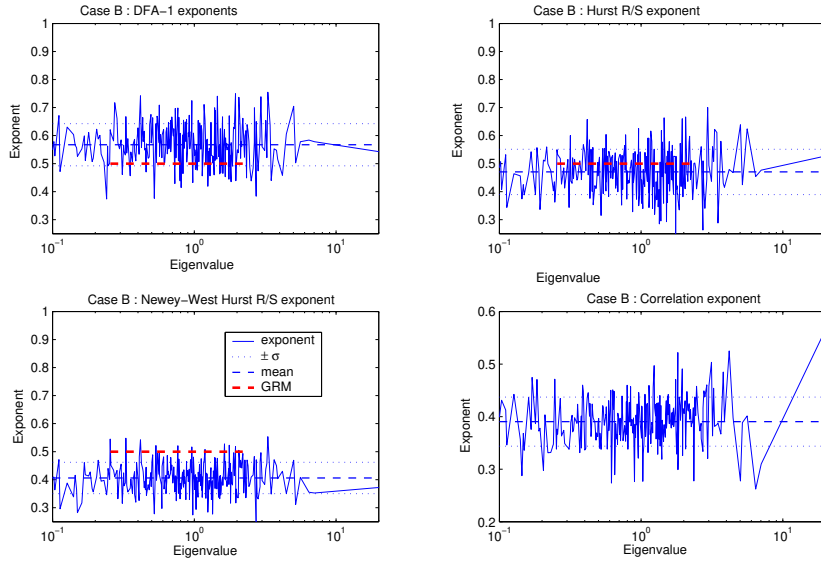 Case B : DFA−1 exponents
1
0.9
0.8
0.7
0.6
0.5
0.4
0.3
Exponent
10−1
100
101
Eigenvalue
Case B : Hurst R/S exponent
1
0.9
0.8
0.7
0.6
0.5
0.4
0.3
Exponent
10−1
100
101
Eigenvalue
Case B : Newey−West Hurst R/S exponent
1
0.9
0.8
0.7
0.6
0.5
0.4
0.3
Exponent
exponent
± σ
mean
GRM
10−1
100
101
Eigenvalue
Eigenvalue
Case B : Correlation exponent
0.6
0.5
0.4
0.3
0.2
Exponent
10−1
100
101